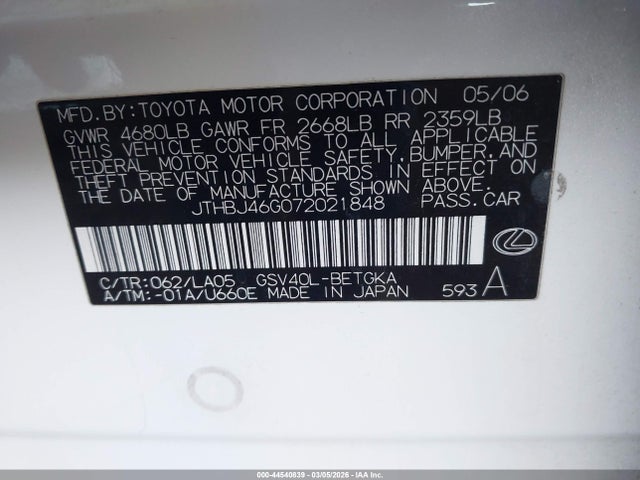 MFD.BY:TOYOTA MOTOR CORPORATION 05/06
GVWR 4680LB GAWR FR 2668LB RR 2359LB
THIS VEHICLE CONFORMS TO ALL APPLICABLE
FEDERAL MOTOR VEHICLE SAFETY, BUMPER, AND
THEFT PREVENTION STANDARDS IN EFFECT ON
THE DATE OF MANUFACTURE SHOWN ABOVE.
JTHBJ46G072021848 PASS.CAR
C/TR:062/LA05 GSV40L-BETGKA
A/TM:-01A/U660E MADE IN JAPAN 593 A
000-44540839 | 03/05/2026 | IAA Inc.